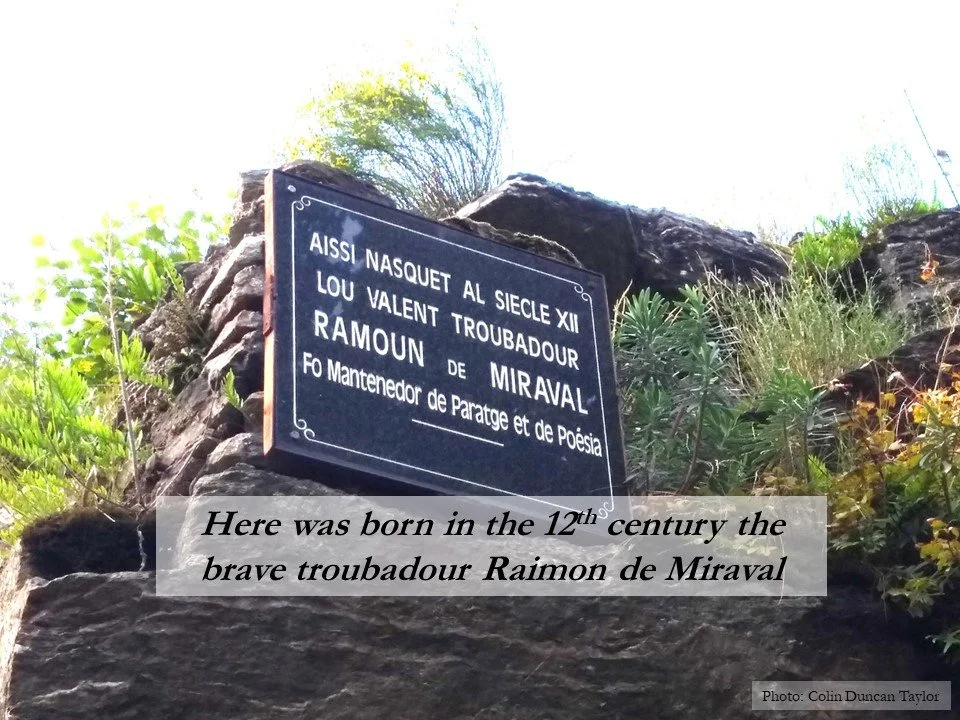 AISSI NASQUET AL SIECLE XII
LOU VALENT TROUBADOUR
RAMOUN DE MIRAVAL
Fo Mantenedor de Paratge et de Poésia
Here was born in the 12th century the
brave troubadour Raimon de Miraval
Photo: Colin Duncan Taylor